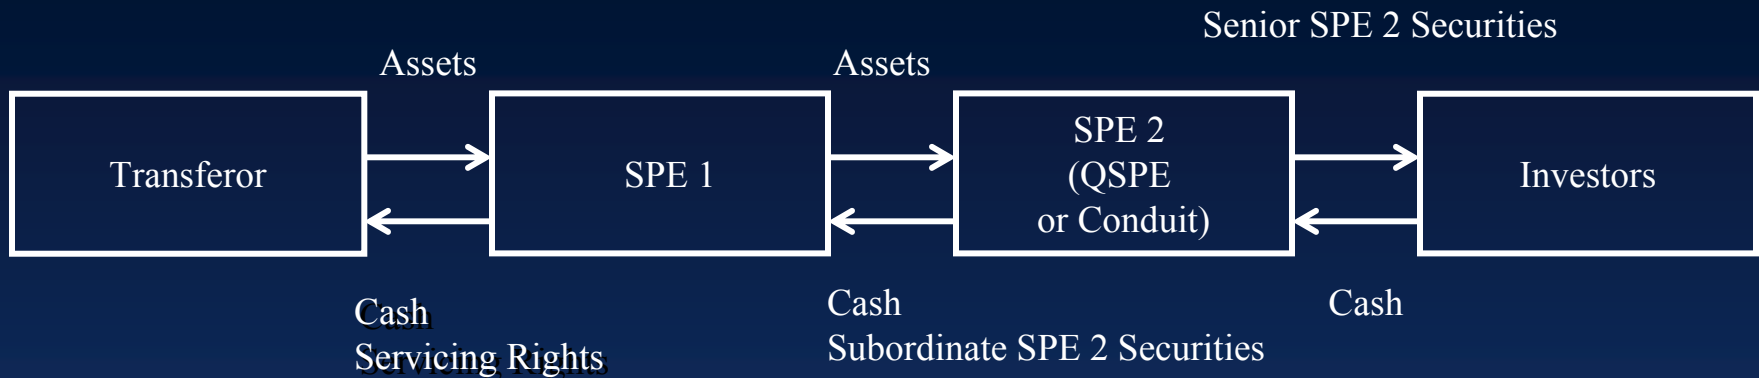 Senior SPE 2 Securities
Assets
Assets
Transferor
SPE 1
SPE 2
(QSPE
or Conduit)
Investors
Cash
Servicing Rights
Cash
Subordinate SPE 2 Securities
Cash